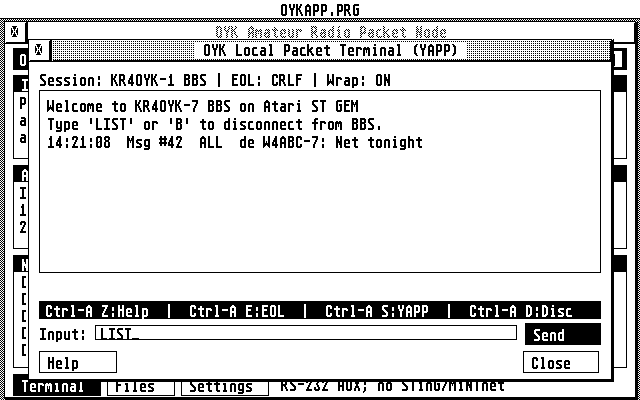 OYKAPP.PRG
OYK Amateur Radio Packet Node
OYK Local Packet Terminal (YAPP)
Session: KR4OYK-1 BBS | EOL: CRLF | Wrap: ON
Welcome to KR4OYK-7 BBS on Atari ST GEM
Type 'LIST' or 'B' to disconnect from BBS.
14:21:08 Msg #42 ALL de W4ABC-7: Net tonight
Ctrl-A Z:Help | Ctrl-A E:EOL | Ctrl-A S:YAPP | Ctrl-A D:Disc
Input: LIST_ Send
Help Close
Terminal Files Settings RS-232 AUX; no STinG/MiNTnet